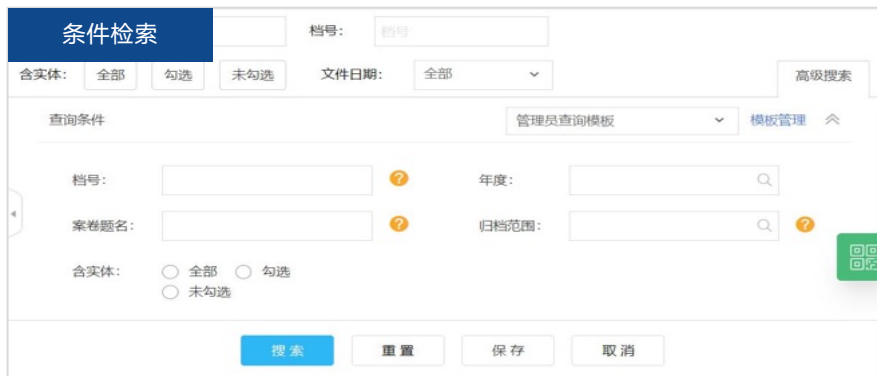 条件检索
档号： 档号
含实体： 全部 勾选 未勾选 文件日期： 全部 高级搜索
查询条件 管理员查询模板 模板管理
档号： ? 年度：
案卷题名： ? 归档范围： ?
含实体： 全部 勾选
未勾选
搜索 重置 保存 取消